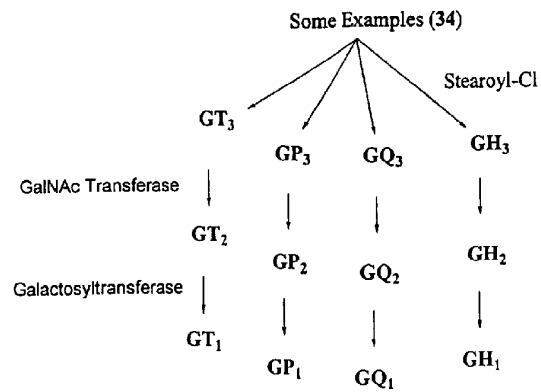 Some Examples (34)
Stearoyl-Cl
GT₃
GP₃
GQ₃
GH₃
GalNAc Transferase
GT₂
GP₂
GQ₂
GH₂
Galactosyltransferase
GT₁
GP₁
GQ₁
GH₁